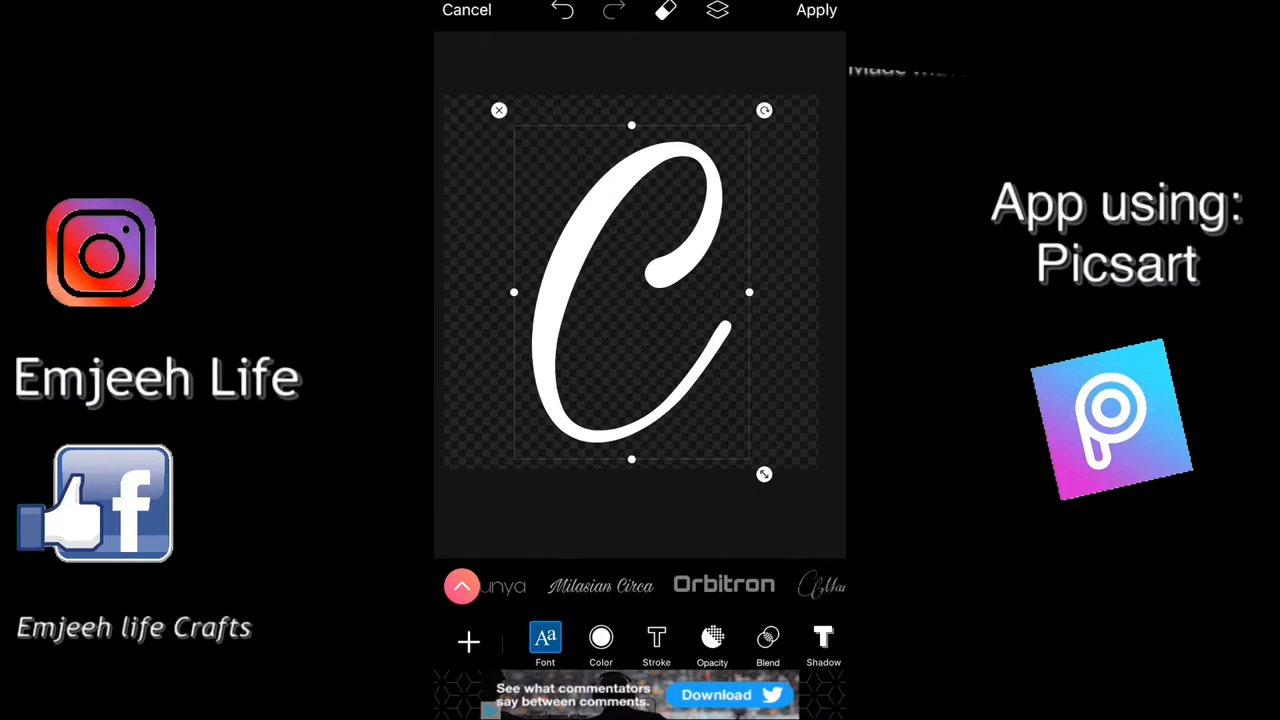 Cancel
Apply
App using:
Picsart
C
Emjeeh Life
Emjeeh life Crafts
unya Milasian Circa Orbitron
Aa
Font Color Stroke Opacity Blend Shadow
See what commentators
say between comments.
Download